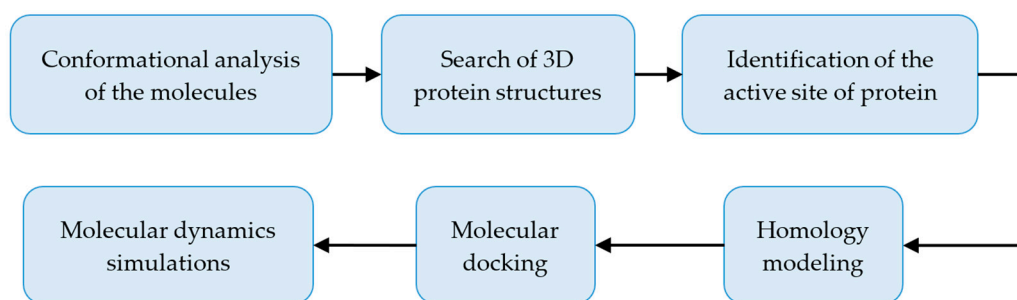 Conformational analysis
of the molecules
Search of 3D
protein structures
Identification of the
active site of protein
Homology
modeling
Molecular
docking
Molecular dynamics
simulations